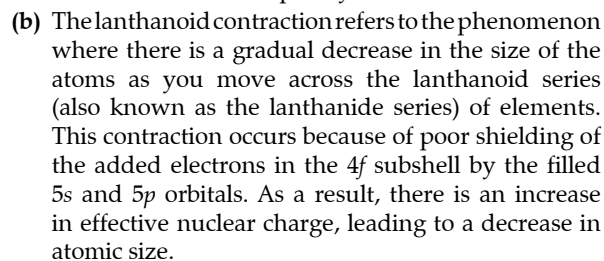 (b) The lanthanoid contraction refers to the phenomenon
where there is a gradual decrease in the size of the
atoms as you move across the lanthanoid series
(also known as the lanthanide series) of elements.
This contraction occurs because of poor shielding of
the added electrons in the 4f subshell by the filled
5s and 5p orbitals. As a result, there is an increase
in effective nuclear charge, leading to a decrease in
atomic size.